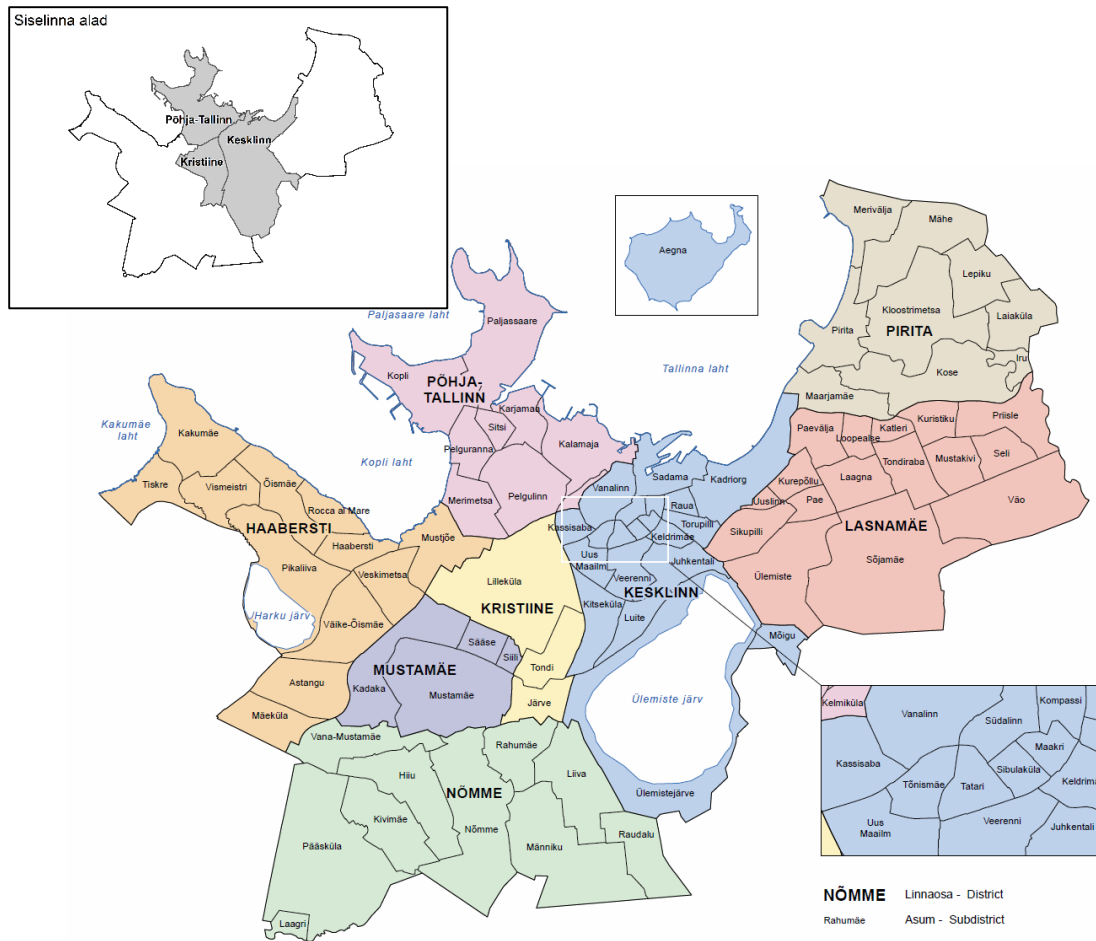 Siselinna alad
Põhja-Tallinn
Kesklinn
Kristiine
Aegna
Merivälja
Mähe
Lepiku
Kloostrimetsa
Laiaküla
Pirita
PIRITA
Iru
Kose
Maarjamäe
Paljasaare laht
Paljassaare
Kopli
PÕHJA-
TALLINN
Karjamaa
Sitsi
Pelguranna
Kalamaja
Merimetsa
Pelgulinn
Tallinna laht
Kakumäe
laht
Kopli laht
Kakumäe
Tiskre
Vismeistri
Õismäe
Rocca al Mare
HAABERSTI
Haabersti
Mustjõe
Pikaliiva
Veskimetsa
Harku järv
Väike-Õismäe
Astangu
Mäeküla
Kuristiku
Priisle
Paevälja
Loopealse
Katleri
Tondiraba
Mustakivi
Seli
Kurepõllu
Laagna
Uuslinn
Pae
Väo
LASNAMÄE
Sikupilli
Sõjamäe
Ülemiste
Vanalinn
Sadama
Kadriorg
Raua
Torupilli
Kassisaba
Keldrimäe
Uus
Maailm
Juhkentali
Veerenni
KESKLINN
Kitseküla
Luite
Mõigu
Ülemiste järv
Ülemistejärve
Lilleküla
KRISTIINE
Tondi
Järve
Sääse
Siili
MUSTAMÄE
Kadaka
Mustamäe
Vana-Mustamäe
Rahumäe
Hiiu
Liiva
NÕMME
Kivimäe
Nõmme
Pääsküla
Männiku
Raudalu
Laagri
Kelmiküla
Vanalinn
Kompassi
Südalinn
Maakri
Kassisaba
Sibulaküla
Tõnismäe
Tatari
Keldrimä
Uus
Maailm
Veerenni
Juhkentali
NÕMME Linnaosa - District
Rahumäe Asum - Subdistrict